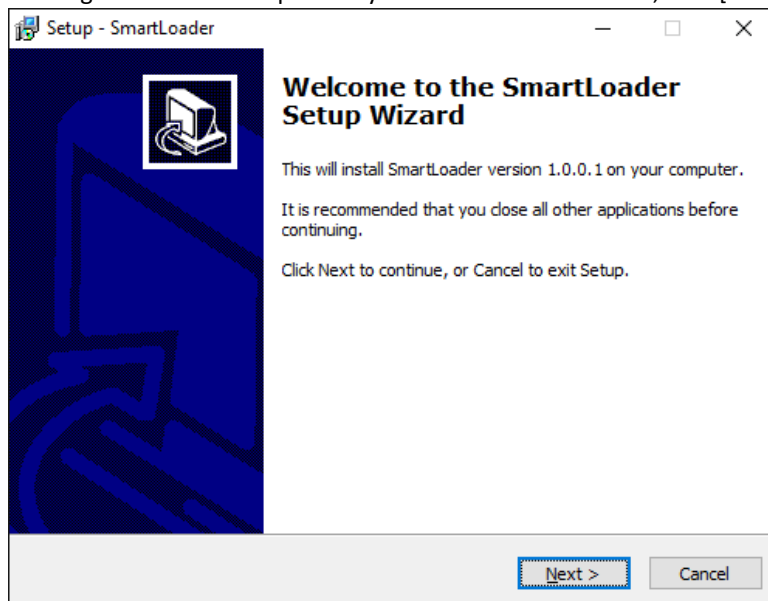 Setup - SmartLoader
Welcome to the SmartLoader
Setup Wizard
This will install SmartLoader version 1.0.0.1 on your computer.
It is recommended that you close all other applications before
continuing.
Click Next to continue, or Cancel to exit Setup.
Next >
Cancel